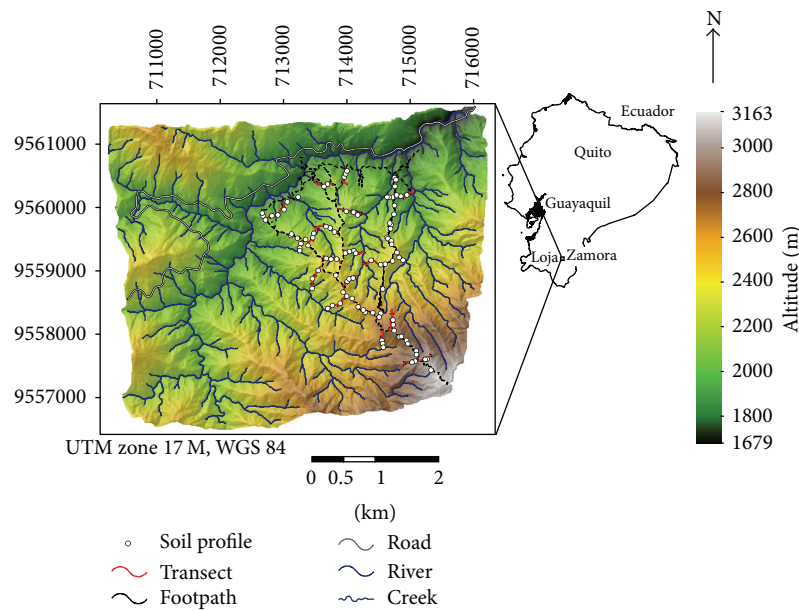 N
711000
712000
713000
714000
715000
716000
9561000
9560000
9559000
9558000
9557000
Ecuador
Quito
Guayaquil
Loja
Zamora
3163
3000
2800
2600
2400
2200
2000
1800
1679
Altitude (m)
UTM zone 17 M, WGS 84
0 0.5 1 2
(km)
Soil profile
Transect
Footpath
Road
River
Creek